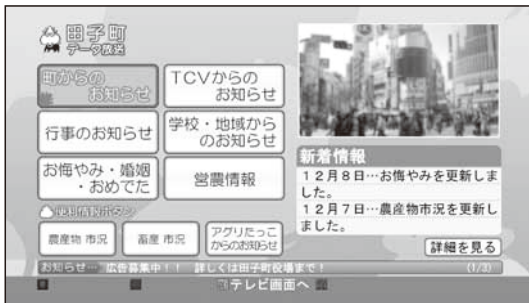 田子町
データ放送
町からの
お知らせ
TCVからの
お知らせ
行事のお知らせ
学校・地域から
のお知らせ
お悔やみ・婚姻
・おめでた
営農情報
便利情報ボタン
農産物 市況
畜産 市況
アグリたっこ
からのお知らせ
新着情報
12月8日…お悔やみを更新しま
した。
12月7日…農産物市況を更新し
ました。
詳細を見る
お知らせ… 広告募集中!! 詳しくは田子町役場まで! (1/3)
テレビ画面へ